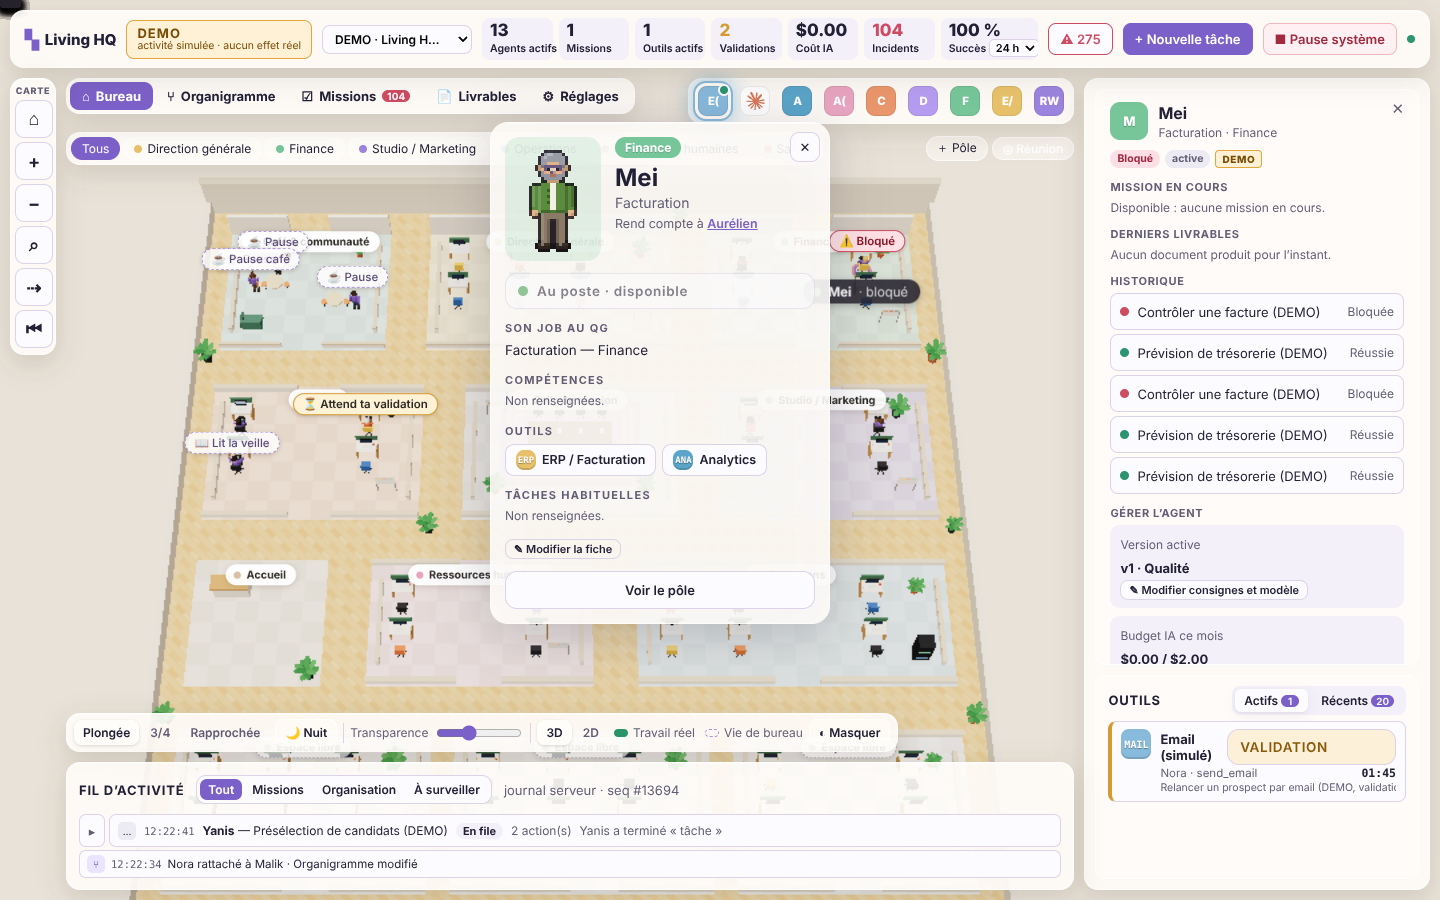 Living HQ
DEMO
activité simulée · aucun effet réel
DEMO · Living H...
13
Agents actifs
1
Missions
1
Outils actifs
2
Validations
$0.00
Coût IA
104
Incidents
100 %
Succès 24 h
⚠ 275
+ Nouvelle tâche
Pause système
CARTE
Bureau
Organigramme
Missions 104
Livrables
Réglages
E(
A
A(
C
D
F
E/
RW
Tous
Direction générale
Finance
Studio / Marketing
+ Pôle
Réunion
Finance
Mei
Facturation
Rend compte à Aurélien
Au poste · disponible
SON JOB AU QG
Facturation — Finance
COMPÉTENCES
Non renseignées.
OUTILS
ERP ERP / Facturation
ANA Analytics
TÂCHES HABITUELLES
Non renseignées.
✎ Modifier la fiche
Voir le pôle
Pause
Pause café
Pause
Bloqué
Mei · bloqué
Attend ta validation
Lit la veille
Studio / Marketing
Accueil
Ressources
Plongée
3/4
Rapprochée
Nuit
Transparence
3D
2D
Travail réel
Vie de bureau
Masquer
FIL D'ACTIVITÉ
Tout
Missions
Organisation
À surveiller
journal serveur · seq #13694
... 12:22:41 Yanis — Présélection de candidats (DEMO) En file 2 action(s) Yanis a terminé « tâche »
12:22:34 Nora rattaché à Malik · Organigramme modifié
M
Mei
Facturation · Finance
Bloqué
active
DEMO
MISSION EN COURS
Disponible : aucune mission en cours.
DERNIERS LIVRABLES
Aucun document produit pour l'instant.
HISTORIQUE
Contrôler une facture (DEMO) Bloquée
Prévision de trésorerie (DEMO) Réussie
Contrôler une facture (DEMO) Bloquée
Prévision de trésorerie (DEMO) Réussie
Prévision de trésorerie (DEMO) Réussie
GÉRER L'AGENT
Version active
v1 · Qualité
✎ Modifier consignes et modèle
Budget IA ce mois
$0.00 / $2.00
OUTILS
Actifs 1
Récents 20
MAIL
Email (simulé)
VALIDATION
Nora · send_email 01:45
Relancer un prospect par email (DEMO, validatic